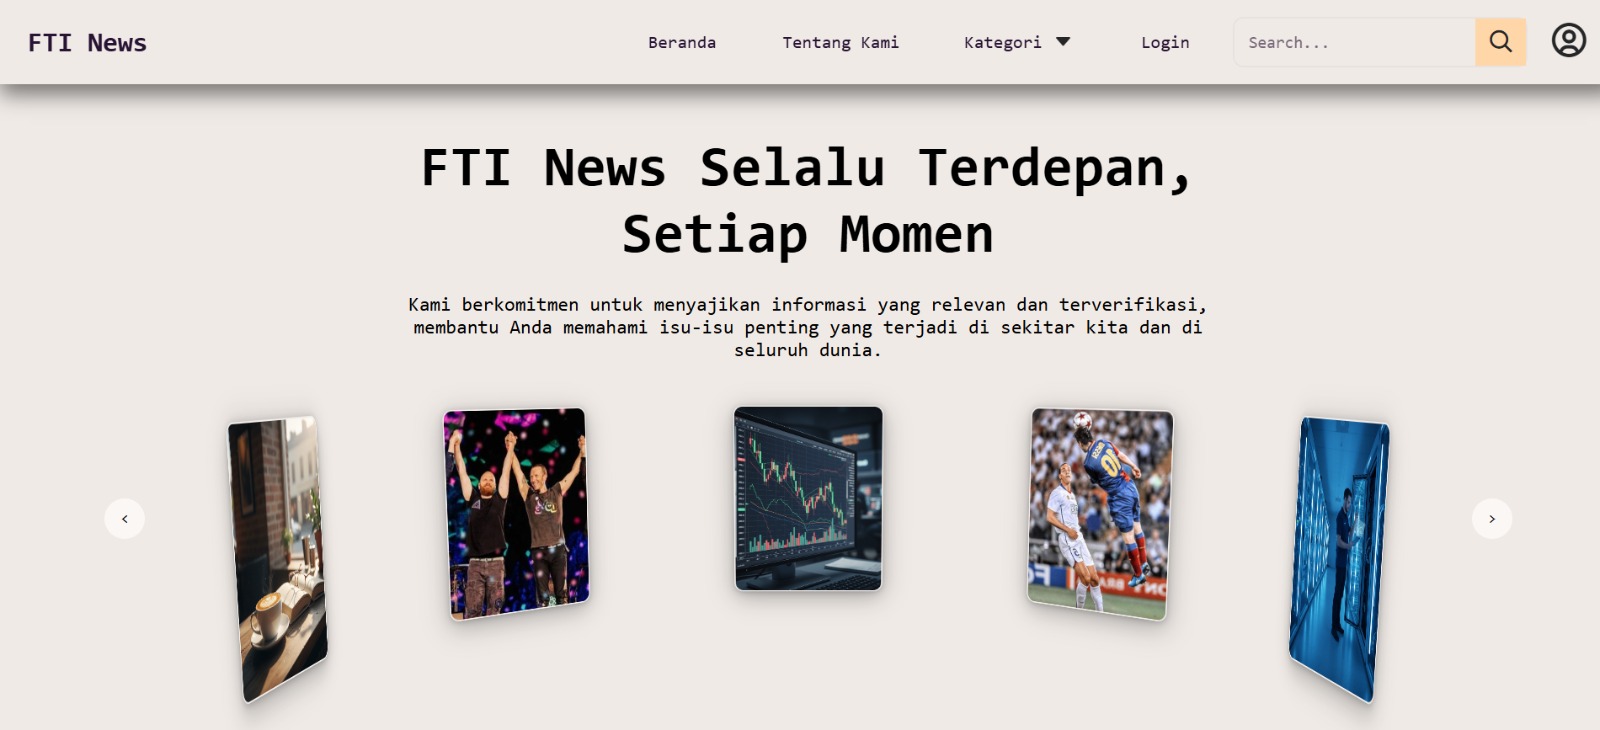 FTI News
Beranda
Tentang Kami
Kategori
Login
Search...
FTI News Selalu Terdepan,
Setiap Momen
Kami berkomitmen untuk menyajikan informasi yang relevan dan terverifikasi,
membantu Anda memahami isu-isu penting yang terjadi di sekitar kita dan di
seluruh dunia.